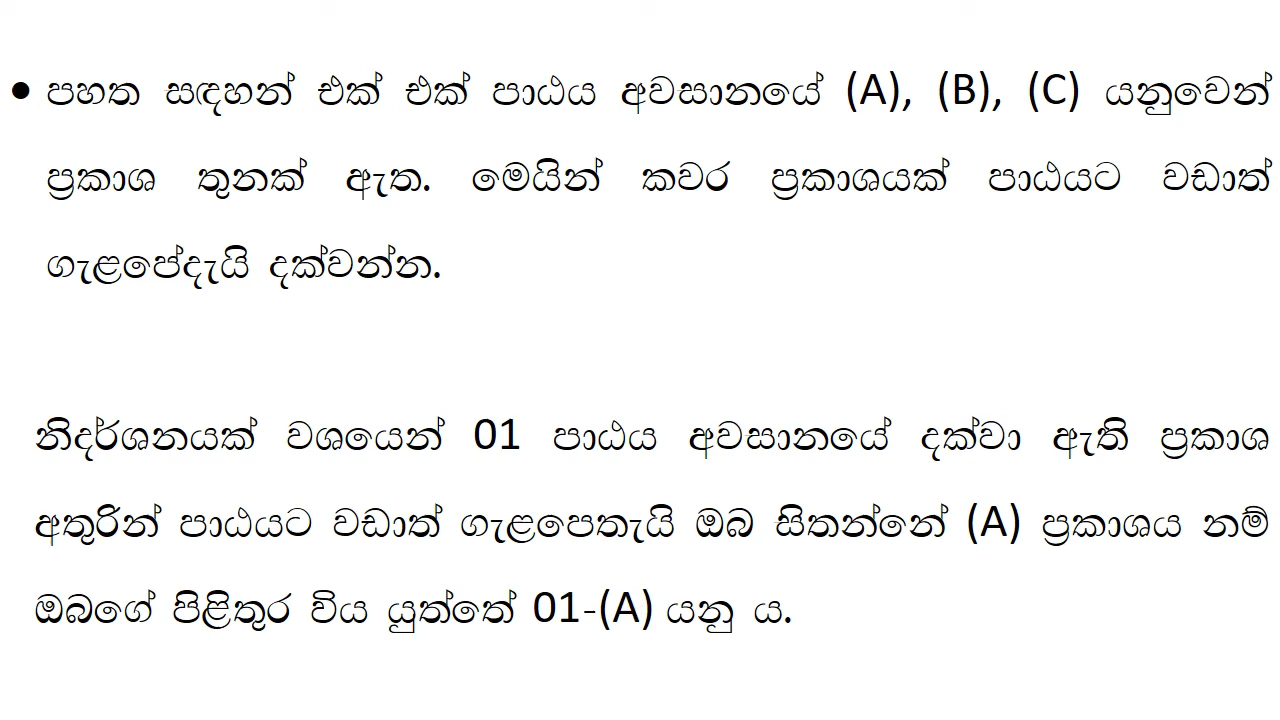 • පහත සඳහන් එක් එක් පාඨය අවසානයේ (A), (B), (C) යනුවෙන්
ප්‍රකාශ තුනක් ඇත. මෙයින් කවර ප්‍රකාශයක් පාඨයට වඩාත්
ගැළපේදැයි දක්වන්න.
නිදර්ශනයක් වශයෙන් 01 පාඨය අවසානයේ දක්වා ඇති ප්‍රකාශ
අතුරින් පාඨයට වඩාත් ගැළපෙතැයි ඔබ සිතන්නේ (A) ප්‍රකාශය නම්
ඔබගේ පිළිතුර විය යුත්තේ 01-(A) යනු ය.